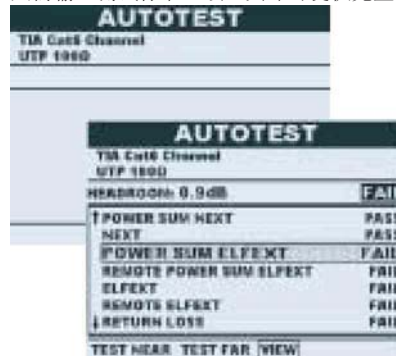 AUTOTEST
TIA Cat6 Channel
UTP 100Ω
AUTOTEST
TIA Cat6 Channel
UTP 100Ω
HEADROOM: 0.9dB FAIL
↑POWER SUM NEXT PASS
NEXT PASS
POWER SUM ELFEXT FAIL
REMOTE POWER SUM ELFEXT FAIL
ELFEXT FAIL
REMOTE ELFEXT FAIL
↓RETURN LOSS FAIL
TEST NEAR TEST FAR VIEW